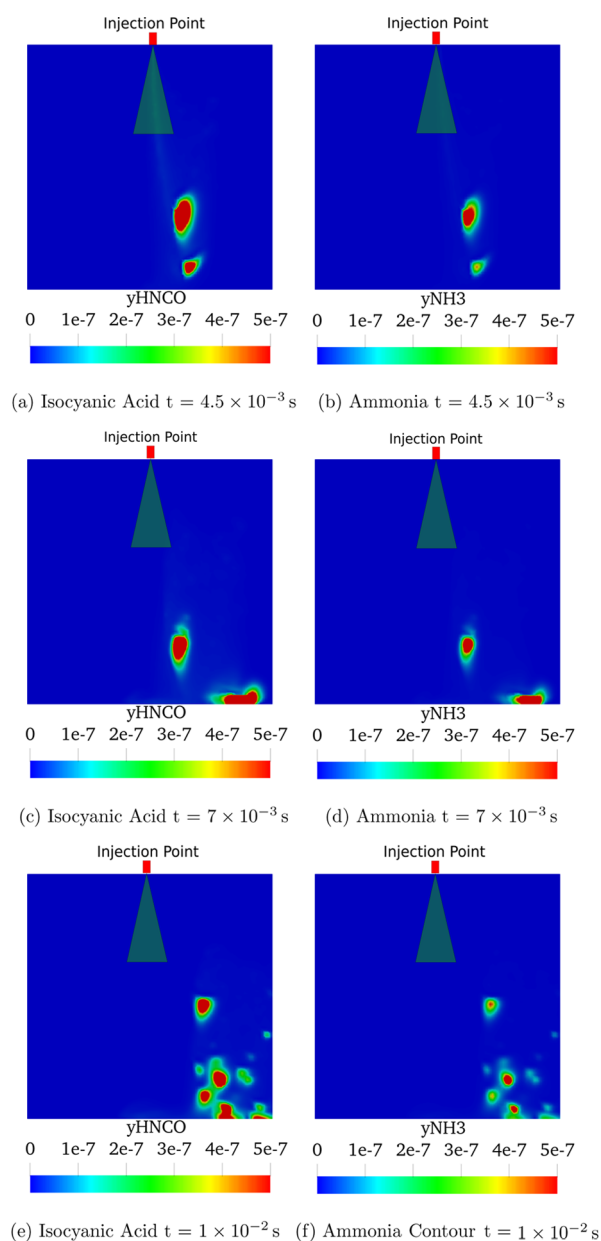 Injection Point Injection Point
yHNCO yNH3
0 1e-7 2e-7 3e-7 4e-7 5e-7 0 1e-7 2e-7 3e-7 4e-7 5e-7
(a) Isocyanic Acid t = 4.5 × 10⁻³ s (b) Ammonia t = 4.5 × 10⁻³ s
Injection Point Injection Point
yHNCO yNH3
0 1e-7 2e-7 3e-7 4e-7 5e-7 0 1e-7 2e-7 3e-7 4e-7 5e-7
(c) Isocyanic Acid t = 7 × 10⁻³ s (d) Ammonia t = 7 × 10⁻³ s
Injection Point Injection Point
yHNCO yNH3
0 1e-7 2e-7 3e-7 4e-7 5e-7 0 1e-7 2e-7 3e-7 4e-7 5e-7
(e) Isocyanic Acid t = 1 × 10⁻² s (f) Ammonia Contour t = 1 × 10⁻² s